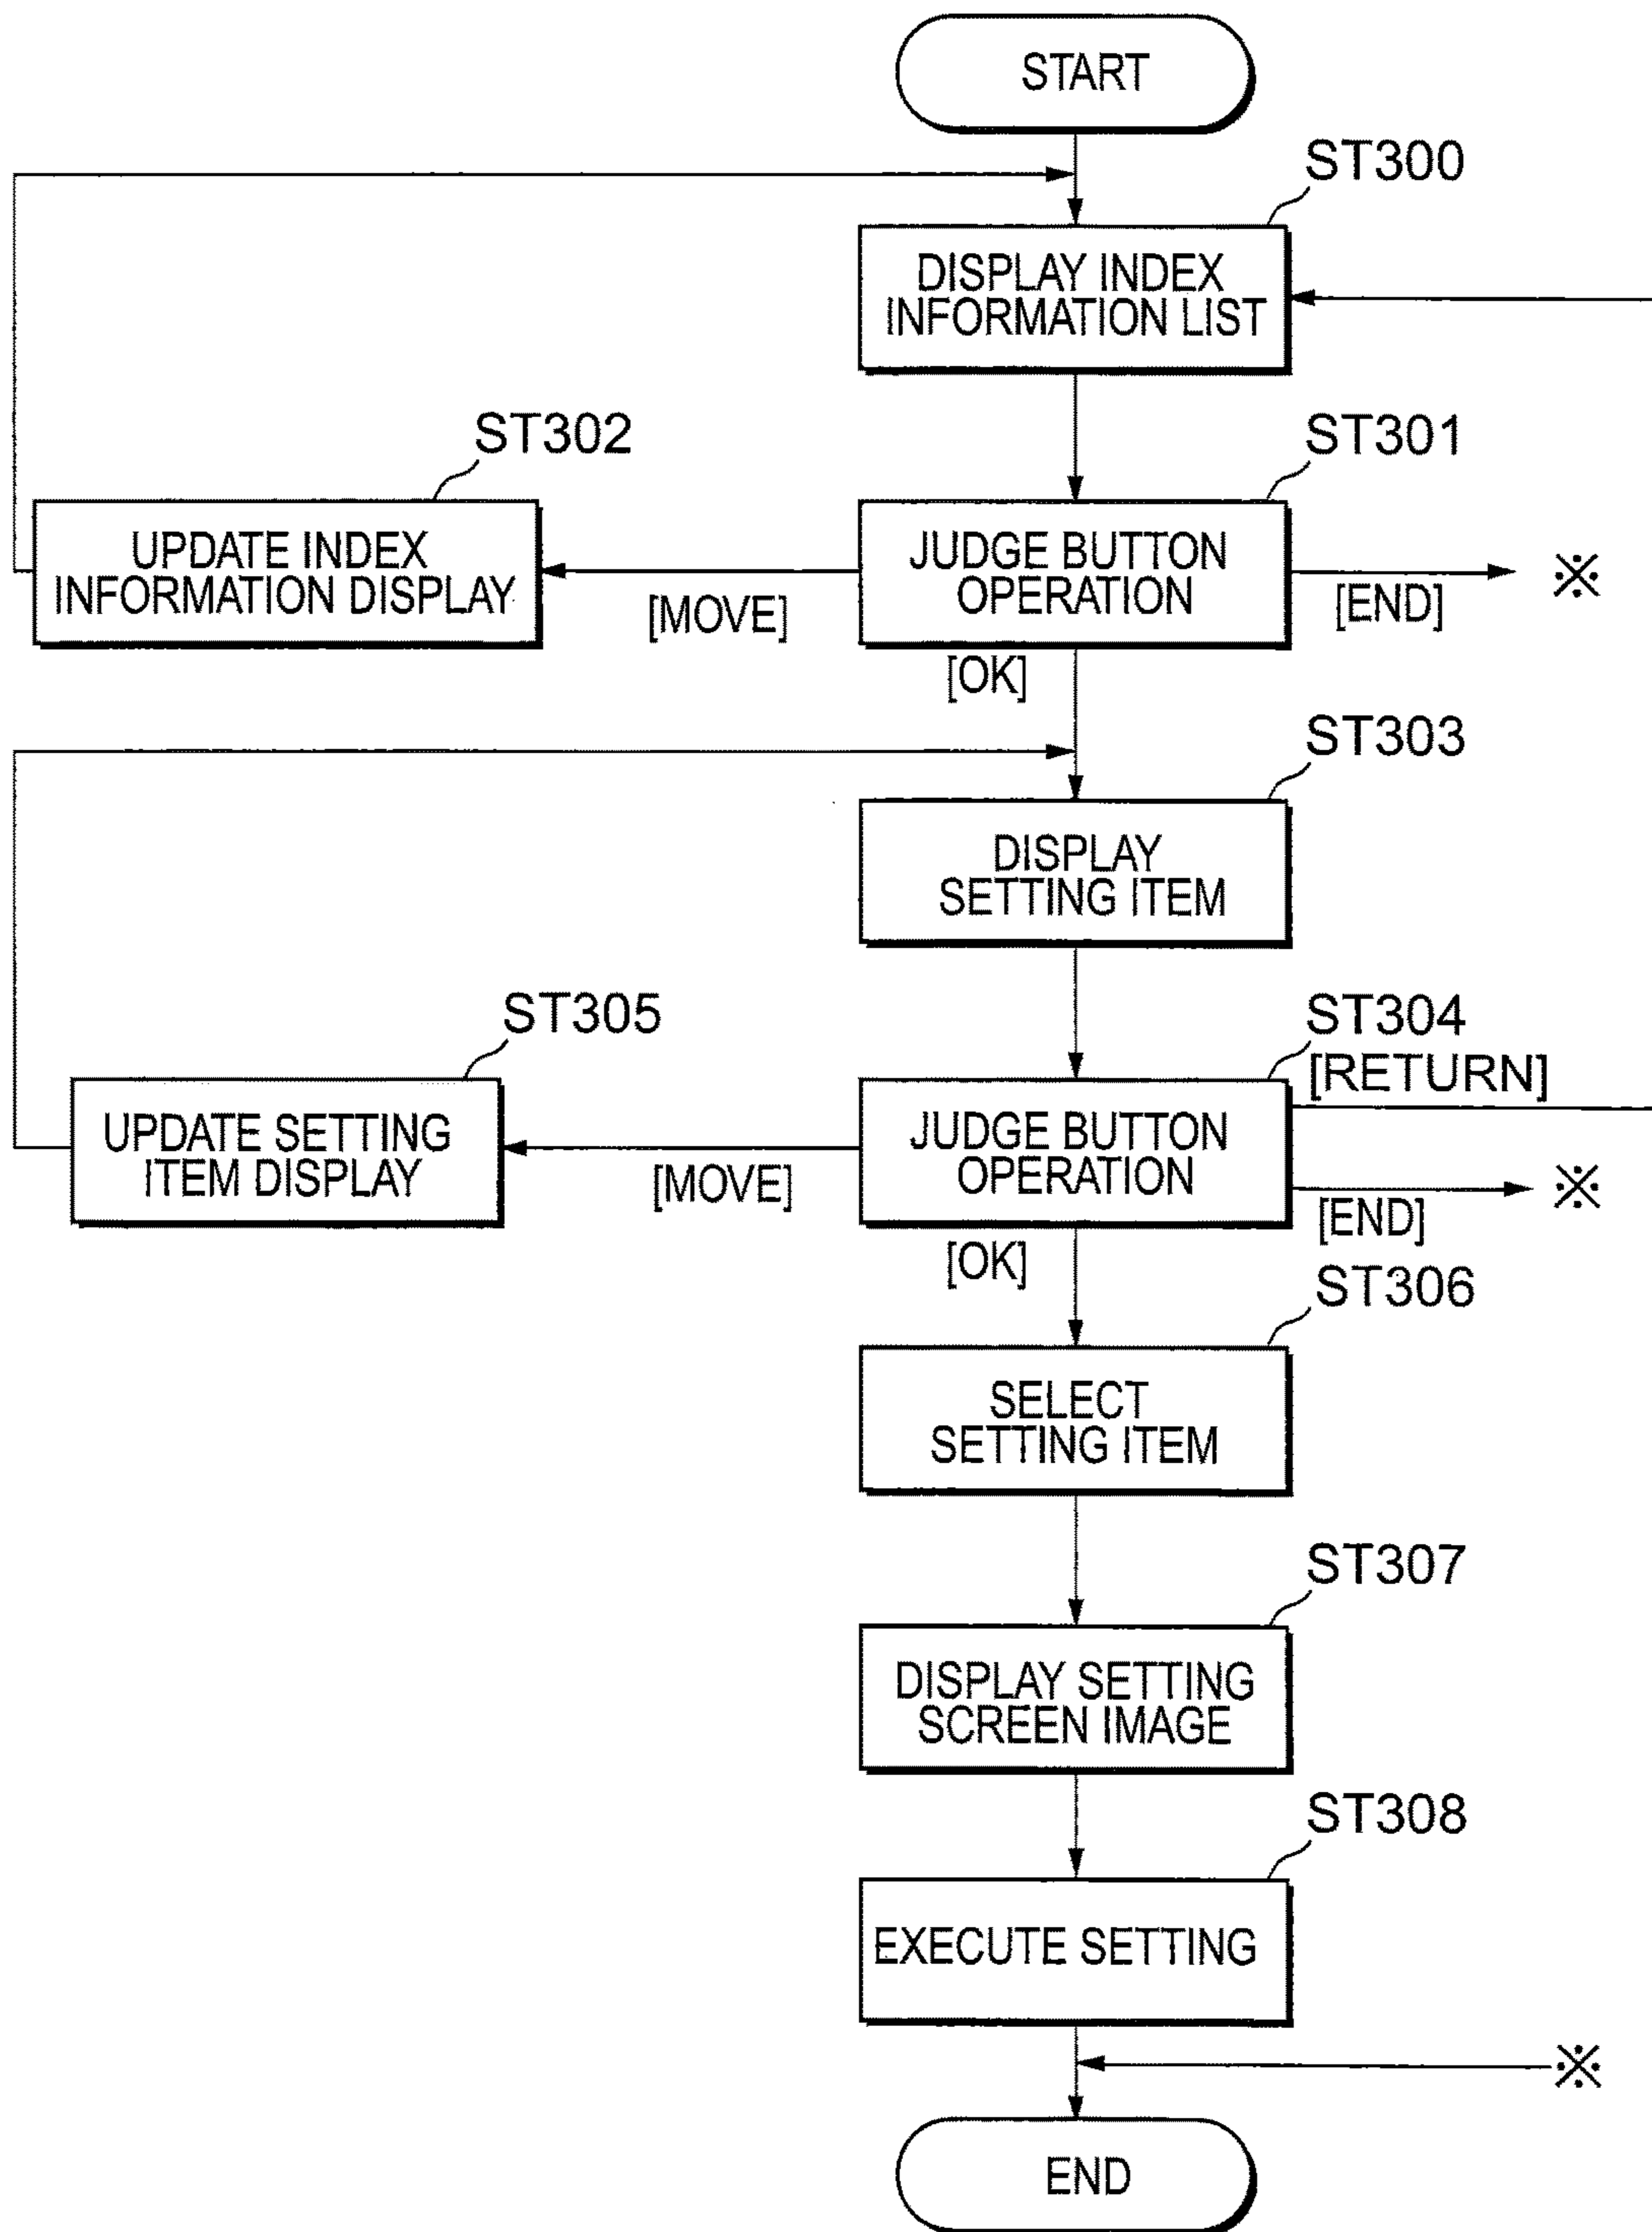 START
ST300
DISPLAY INDEX
INFORMATION LIST
ST302
ST301
UPDATE INDEX
INFORMATION DISPLAY
[MOVE]
JUDGE BUTTON
OPERATION
[END]
※
[OK]
ST303
DISPLAY
SETTING ITEM
ST305
ST304
[RETURN]
UPDATE SETTING
ITEM DISPLAY
[MOVE]
JUDGE BUTTON
OPERATION
[END]
※
[OK]
ST306
SELECT
SETTING ITEM
ST307
DISPLAY SETTING
SCREEN IMAGE
ST308
EXECUTE SETTING
※
END